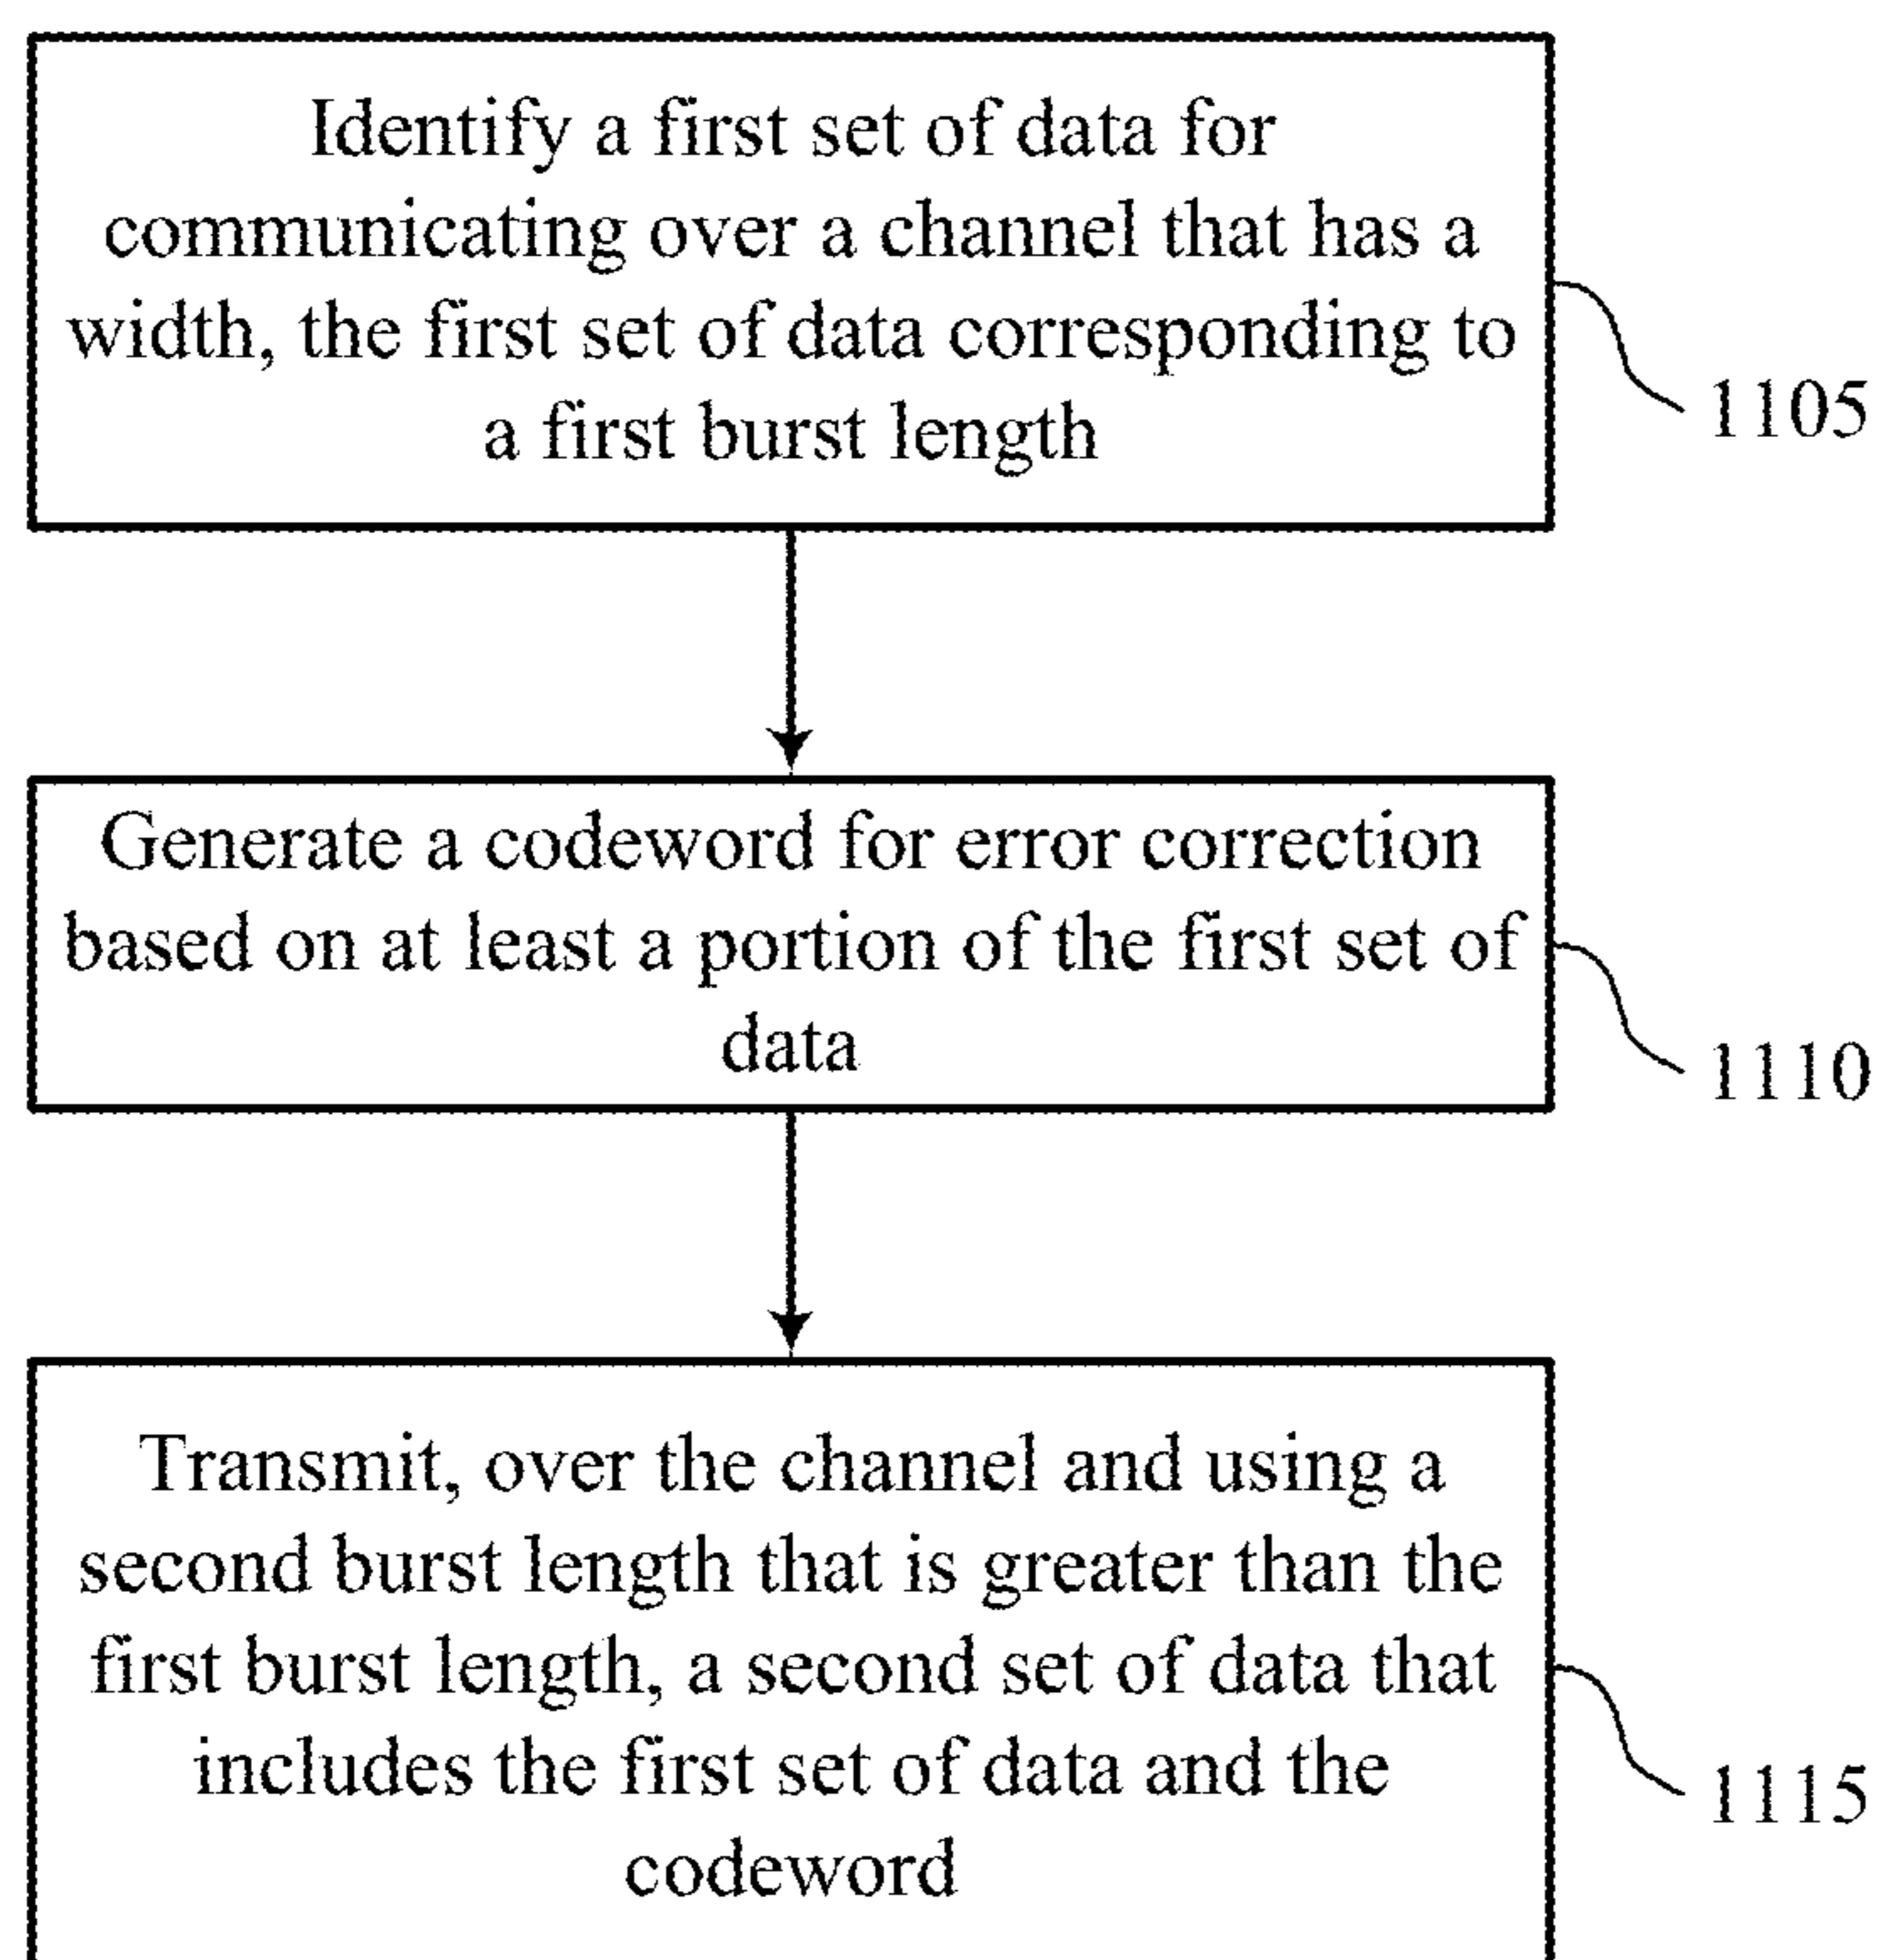 Identify a first set of data for
communicating over a channel that has a
width, the first set of data corresponding to
a first burst length
1105
Generate a codeword for error correction
based on at least a portion of the first set of
data
1110
Transmit, over the channel and using a
second burst length that is greater than the
first burst length, a second set of data that
includes the first set of data and the
codeword
1115